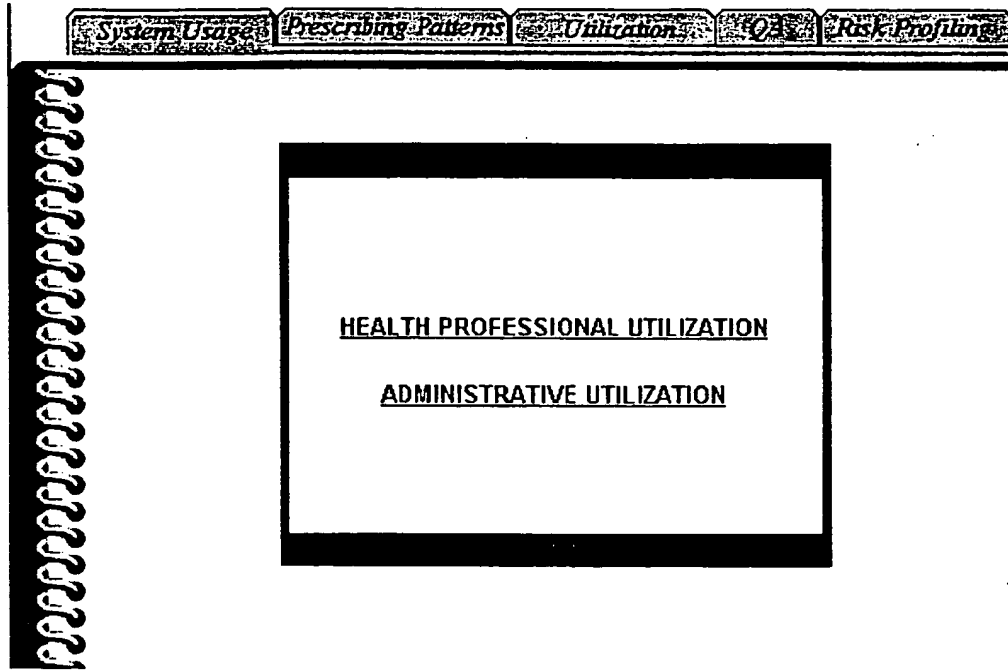 System Usage Prescribing Patterns Utilization QA Risk Profiling
HEALTH PROFESSIONAL UTILIZATION
ADMINISTRATIVE UTILIZATION